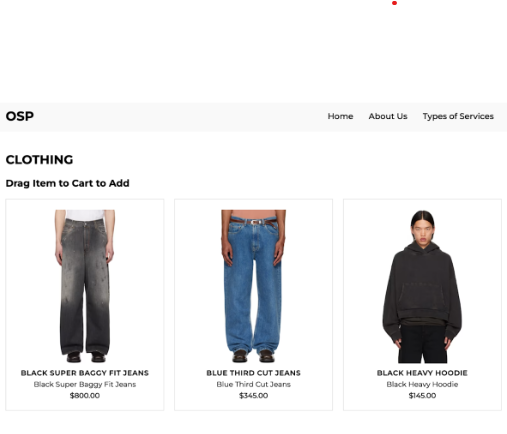 OSP
Home About Us Types of Services
CLOTHING
Drag Item to Cart to Add
BLACK SUPER BAGGY FIT JEANS
Black Super Baggy Fit Jeans
$800.00
BLUE THIRD CUT JEANS
Blue Third Cut Jeans
$345.00
BLACK HEAVY HOODIE
Black Heavy Hoodie
$145.00